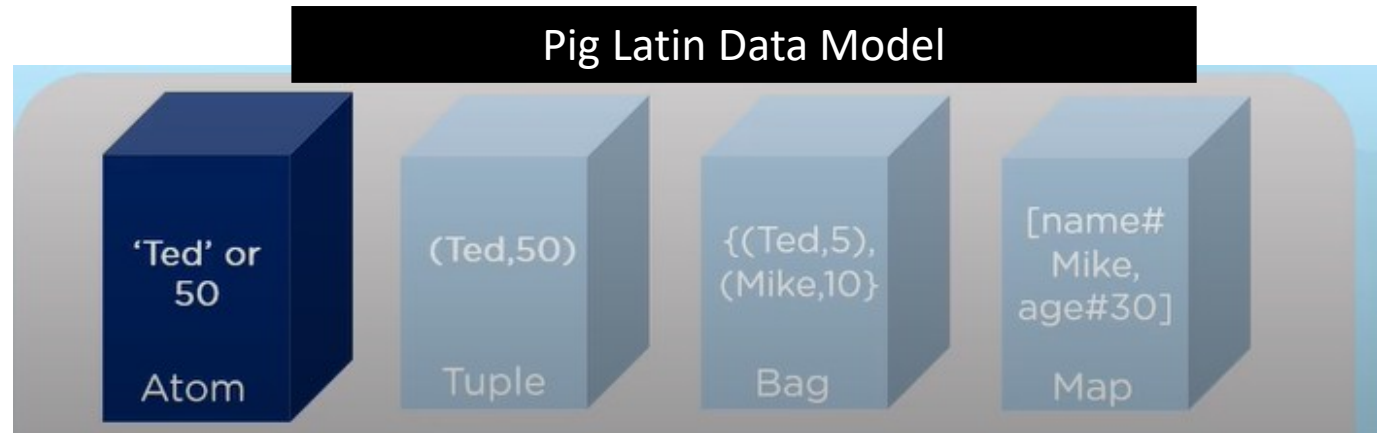 Pig Latin Data Model
‘Ted’ or
50
Atom
(Ted,50)
Tuple
{(Ted,5),
(Mike,10}
Bag
[name#
Mike,
age#30]
Map